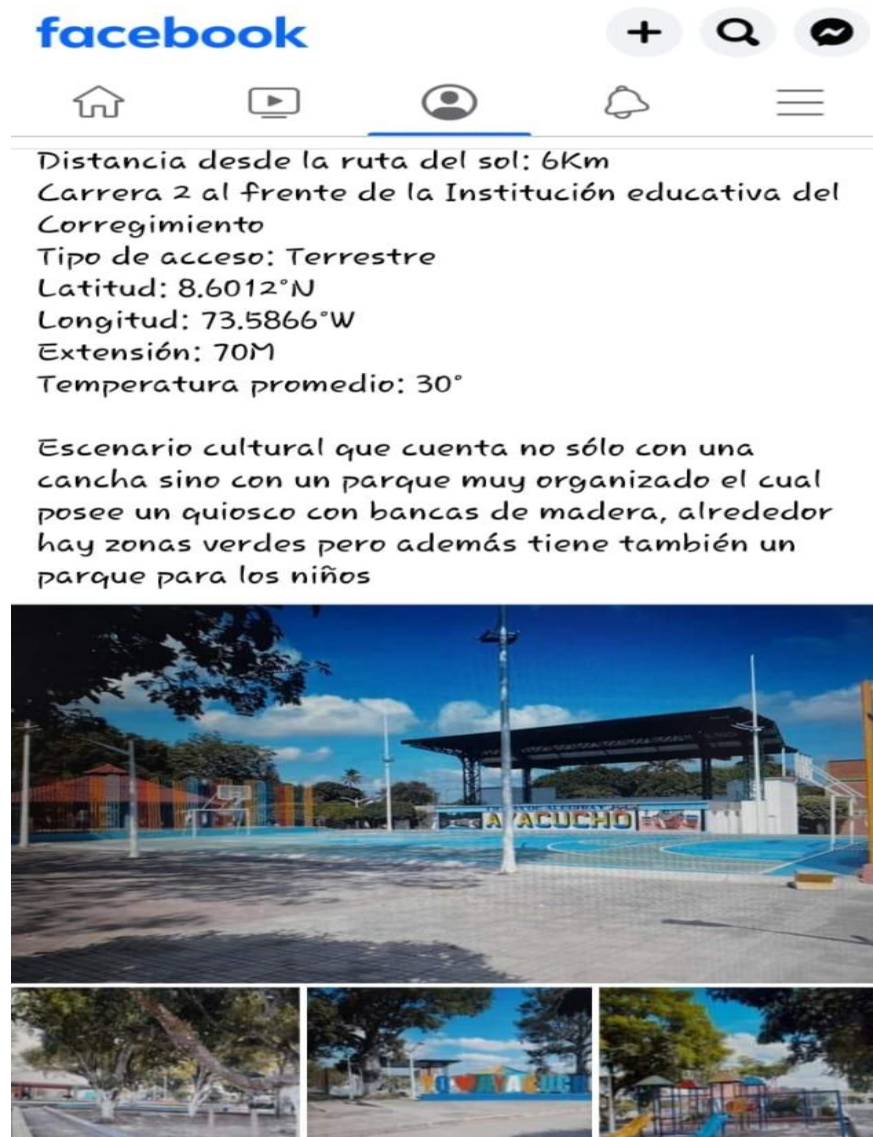 facebook
Distancia desde la ruta del sol: 6Km
Carrera 2 al frente de la Institución educativa del
Corregimiento
Tipo de acceso: Terrestre
Latitud: 8.6012°N
Longitud: 73.5866°W
Extensión: 70M
Temperatura promedio: 30°
Escenario cultural que cuenta no sólo con una
cancha sino con un parque muy organizado el cual
posee un quiosco con bancas de madera, alrededor
hay zonas verdes pero además tiene también un
parque para los niños
AYACUCHO